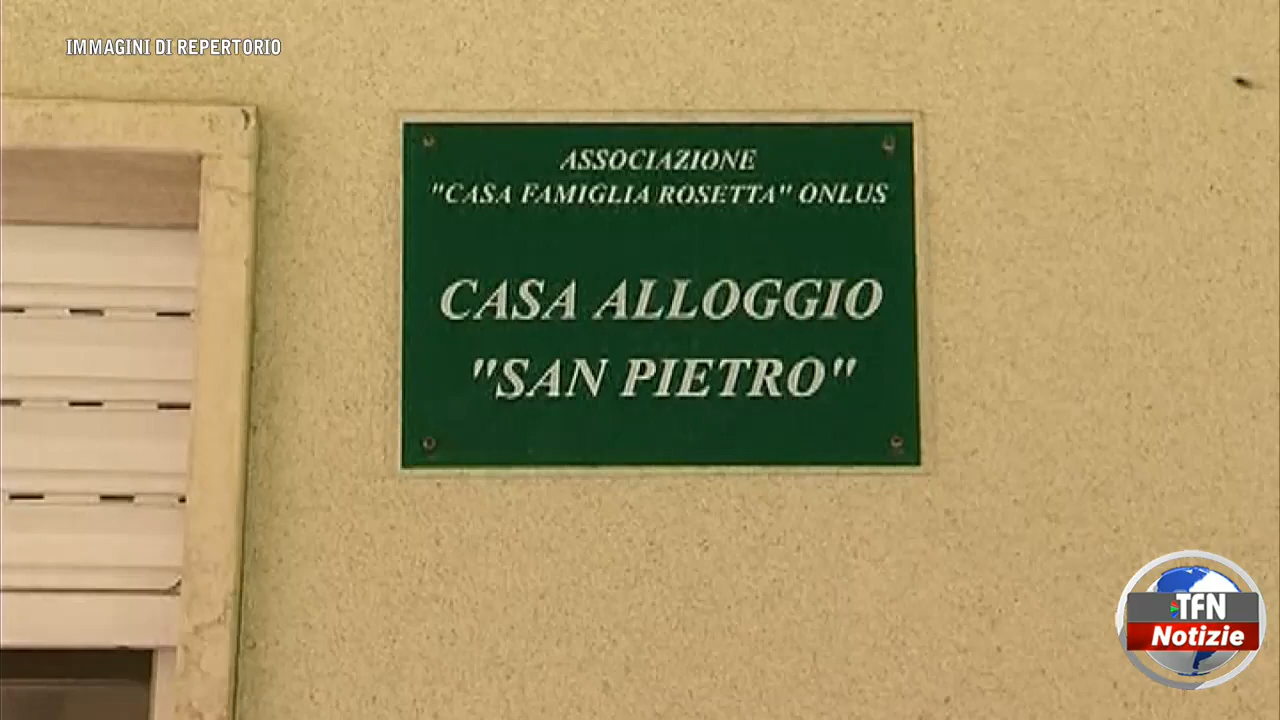 IMMAGINI DI REPERTORIO
ASSOCIAZIONE
"CASA FAMIGLIA ROSETTA" ONLUS
CASA ALLOGGIO
"SAN PIETRO"
TFN
Notizie